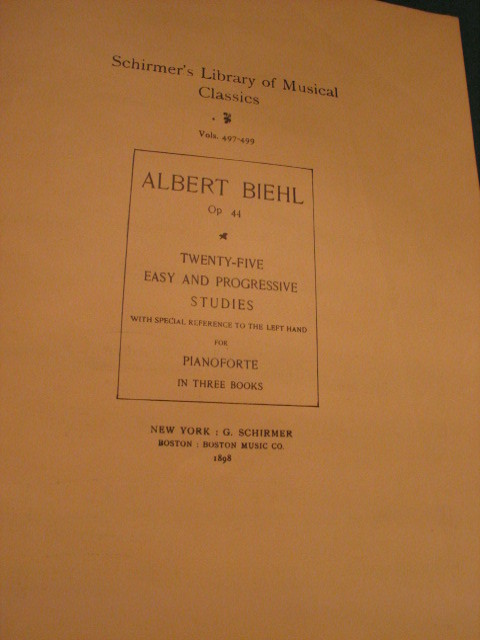 Schirmer's Library of Musical
Classics
Vols. 497-499
ALBERT BIEHL
Op 44
TWENTY-FIVE
EASY AND PROGRESSIVE
STUDIES
WITH SPECIAL REFERENCE TO THE LEFT HAND
FOR
PIANOFORTE
IN THREE BOOKS
NEW YORK : G. SCHIRMER
BOSTON : BOSTON MUSIC CO.
1898